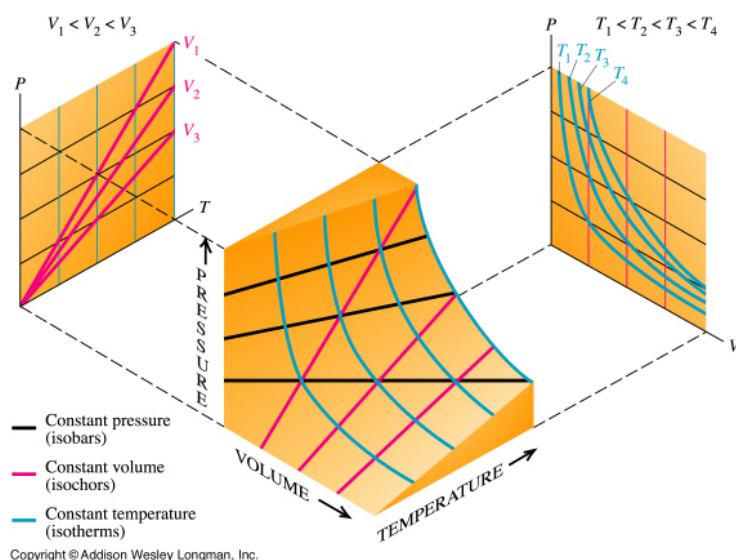 V₁ < V₂ < V₃
T₁ < T₂ < T₃ < T₄
P
V₁
V₂
V₃
T
P
T₁ T₂ T₃
T₄
V
PRESSURE
VOLUME
TEMPERATURE
Constant pressure
(isobars)
Constant volume
(isochors)
Constant temperature
(isotherms)
Copyright © Addison Wesley Longman, Inc.